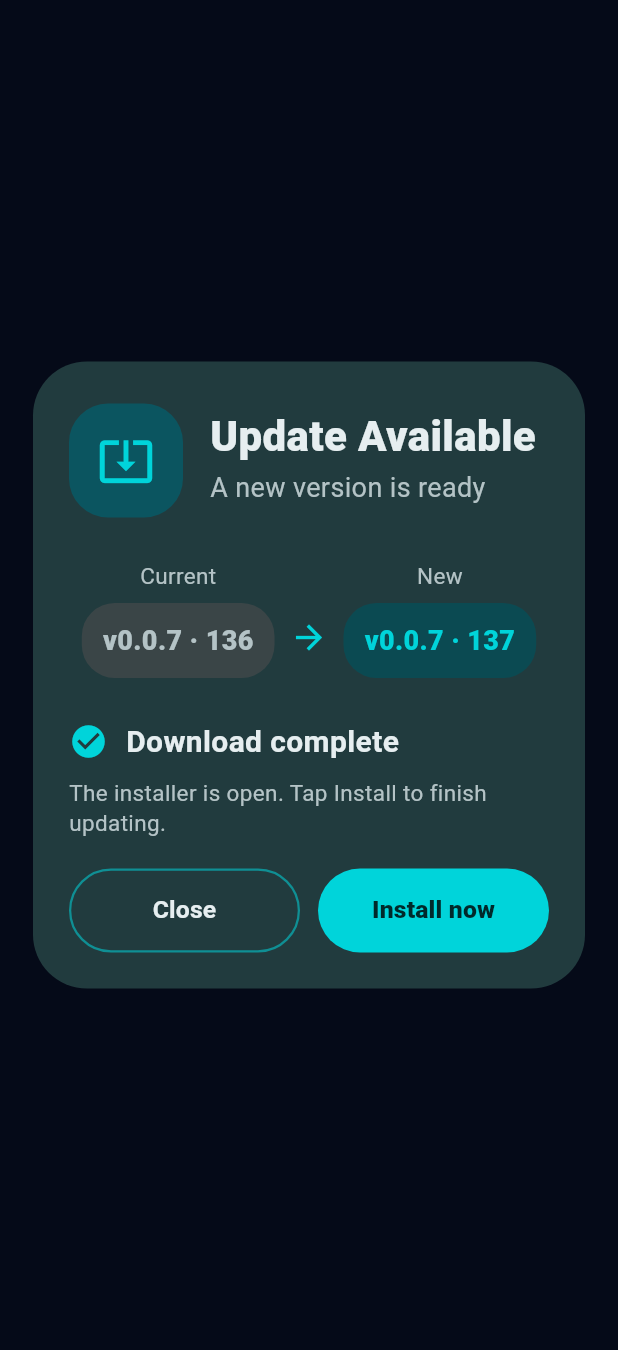 Update Available
A new version is ready
Current
New
v0.0.7 · 136
v0.0.7 · 137
Download complete
The installer is open. Tap Install to finish
updating.
Close
Install now